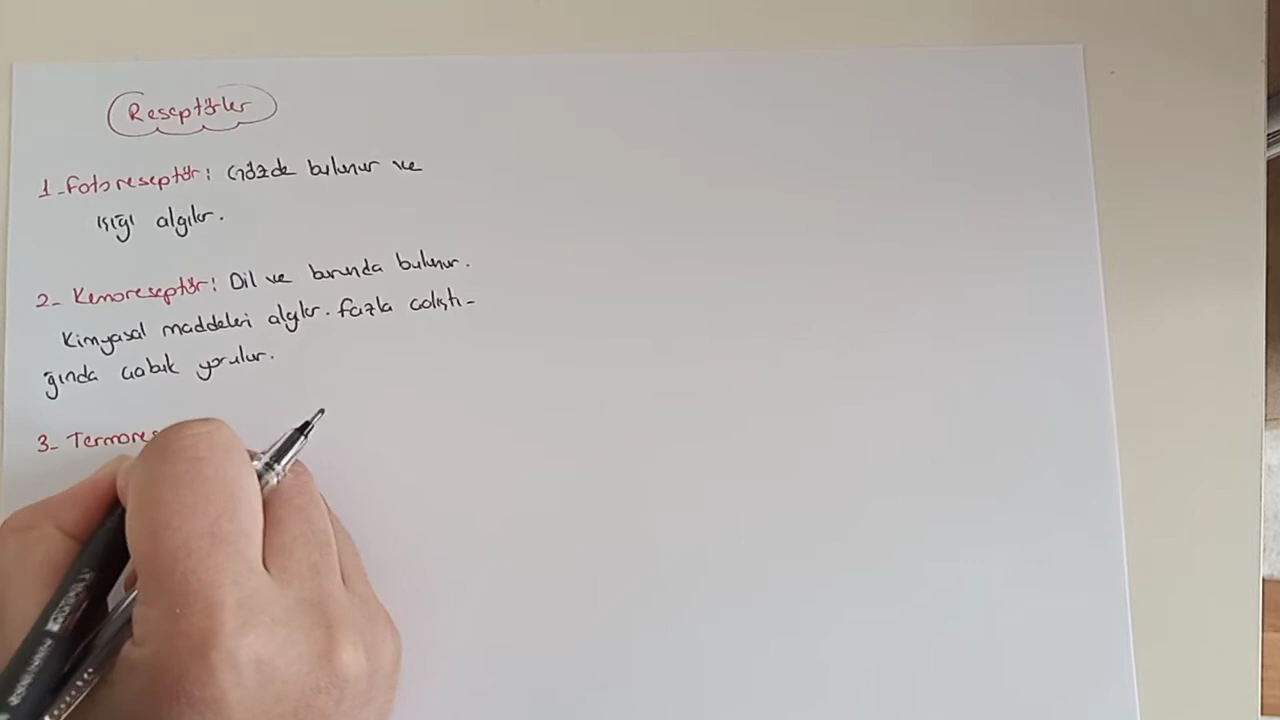 Reseptörler
1-Fotoreseptör: Gözde bulunur ve
ışığı algılar.
2- Kemoreseptör: Dil ve burunda bulunur.
Kimyasal maddeleri algılar. fazla çalıştı-
ğında çabuk yorulur.
3- Termores